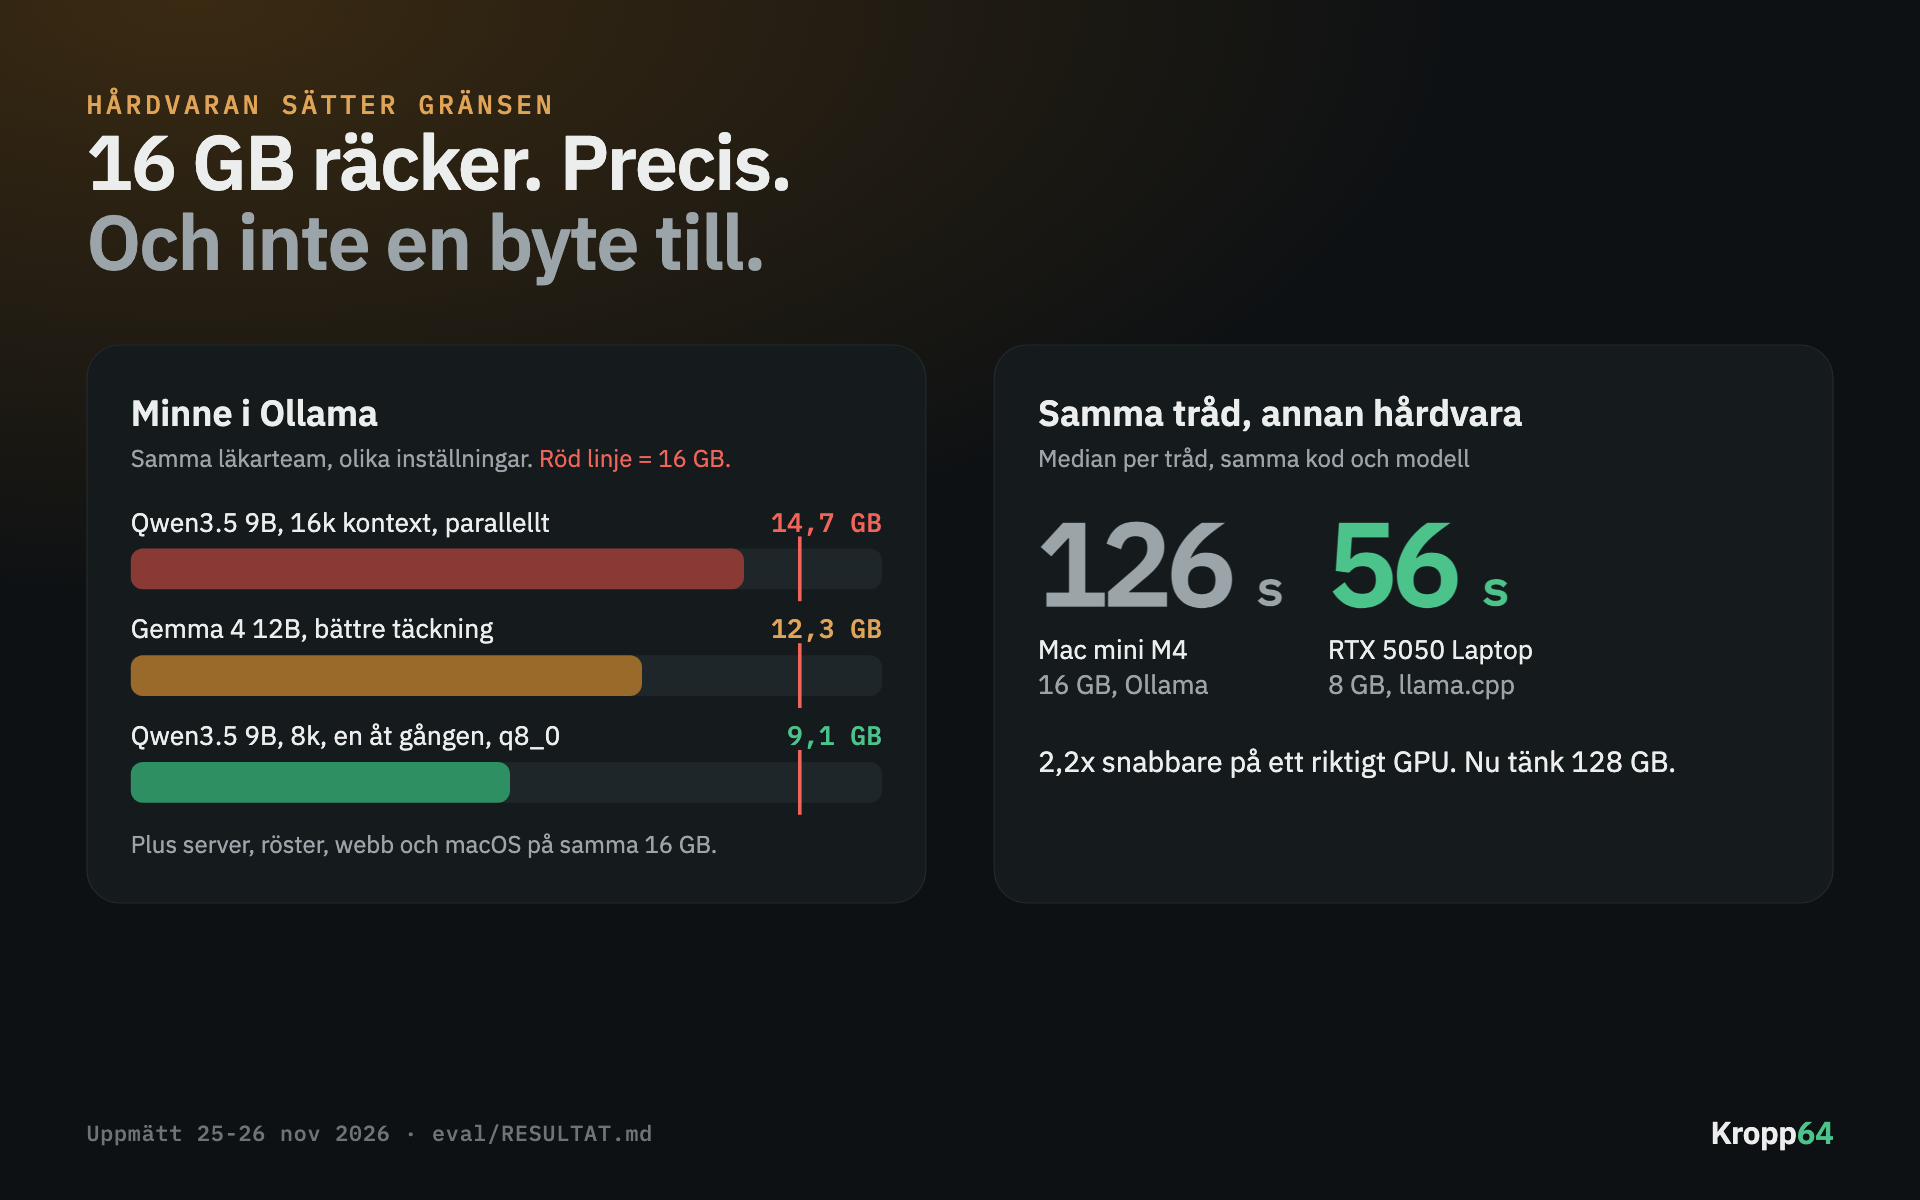 HÅRDVARAN SÄTTER GRÄNSEN
16 GB räcker. Precis.
Och inte en byte till.
Minne i Ollama
Samma läkarteam, olika inställningar. Röd linje = 16 GB.
Qwen3.5 9B, 16k kontext, parallellt 14,7 GB
Gemma 4 12B, bättre täckning 12,3 GB
Qwen3.5 9B, 8k, en åt gången, q8_0 9,1 GB
Plus server, röster, webb och macOS på samma 16 GB.
Samma tråd, annan hårdvara
Median per tråd, samma kod och modell
126 s 56 s
Mac mini M4 RTX 5050 Laptop
16 GB, Ollama 8 GB, llama.cpp
2,2x snabbare på ett riktigt GPU. Nu tänk 128 GB.
Uppmätt 25-26 nov 2026 · eval/RESULTAT.md
Kropp64